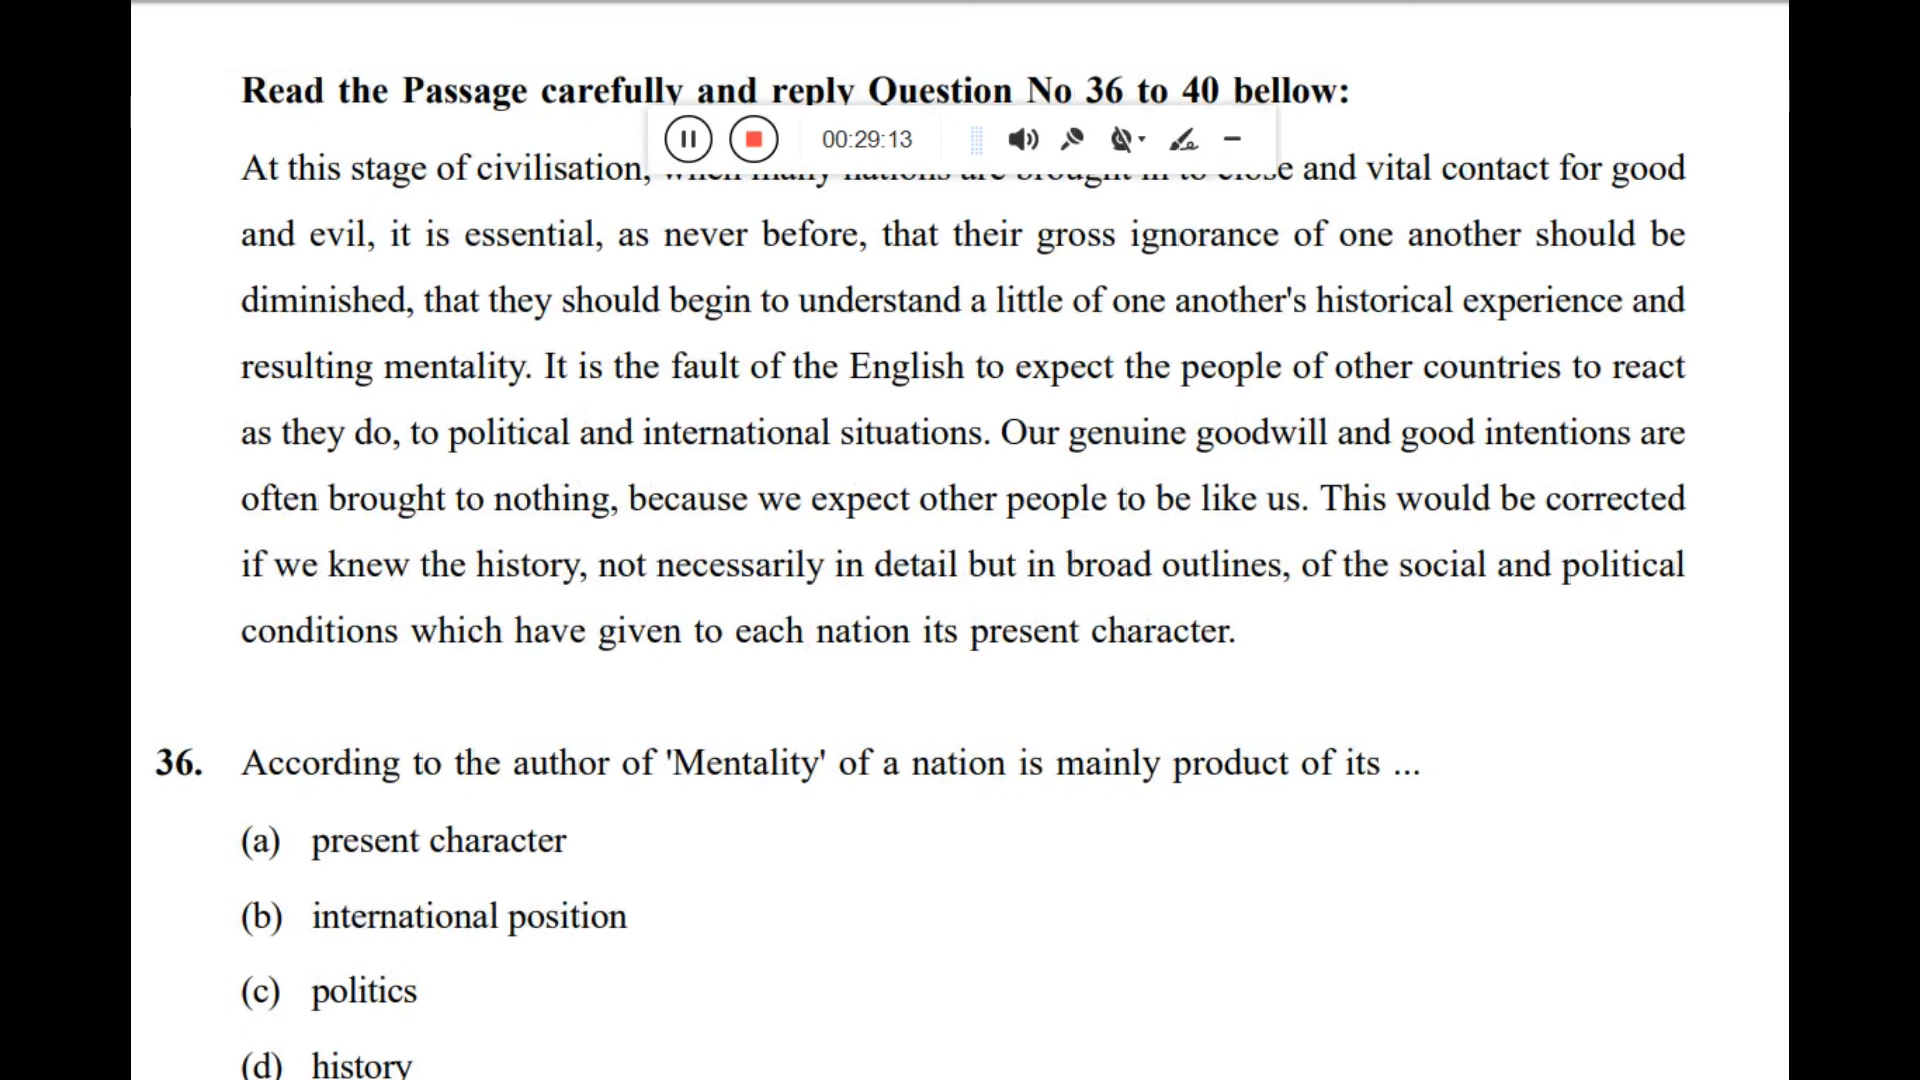 Read the Passage carefully and reply Question No 36 to 40 bellow:
00:29:13
At this stage of civilisation, when many nations are brought in to close and vital contact for good
and evil, it is essential, as never before, that their gross ignorance of one another should be
diminished, that they should begin to understand a little of one another's historical experience and
resulting mentality. It is the fault of the English to expect the people of other countries to react
as they do, to political and international situations. Our genuine goodwill and good intentions are
often brought to nothing, because we expect other people to be like us. This would be corrected
if we knew the history, not necessarily in detail but in broad outlines, of the social and political
conditions which have given to each nation its present character.
36. According to the author of 'Mentality' of a nation is mainly product of its ...
(a) present character
(b) international position
(c) politics
(d) history